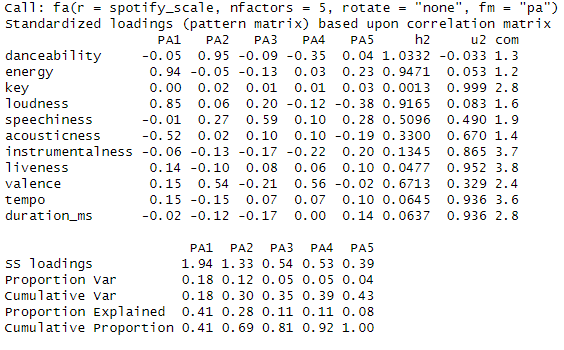 Call: fa(r = spotify_scale, nfactors = 5, rotate = "none", fm = "pa")
Standardized loadings (pattern matrix) based upon correlation matrix
PA1 PA2 PA3 PA4 PA5 h2 u2 com
danceability -0.05 0.95 -0.09 -0.35 0.04 1.0332 -0.033 1.3
energy 0.94 -0.05 -0.13 0.03 0.23 0.9471 0.053 1.2
key 0.00 0.02 0.01 0.01 0.03 0.0013 0.999 2.8
loudness 0.85 0.06 0.20 -0.12 -0.38 0.9165 0.083 1.6
speechiness -0.01 0.27 0.59 0.10 0.28 0.5096 0.490 1.9
acousticness -0.52 0.02 0.10 0.10 -0.19 0.3300 0.670 1.4
instrumentalness -0.06 -0.13 -0.17 -0.22 0.20 0.1345 0.865 3.7
liveness 0.14 -0.10 0.08 0.06 0.10 0.0477 0.952 3.8
valence 0.15 0.54 -0.21 0.56 -0.02 0.6713 0.329 2.4
tempo 0.15 -0.15 0.07 0.07 0.10 0.0645 0.936 3.6
duration_ms -0.02 -0.12 -0.17 0.00 0.14 0.0637 0.936 2.8
PA1 PA2 PA3 PA4 PA5
SS loadings 1.94 1.33 0.54 0.53 0.39
Proportion Var 0.18 0.12 0.05 0.05 0.04
Cumulative Var 0.18 0.30 0.35 0.39 0.43
Proportion Explained 0.41 0.28 0.11 0.11 0.08
Cumulative Proportion 0.41 0.69 0.81 0.92 1.00